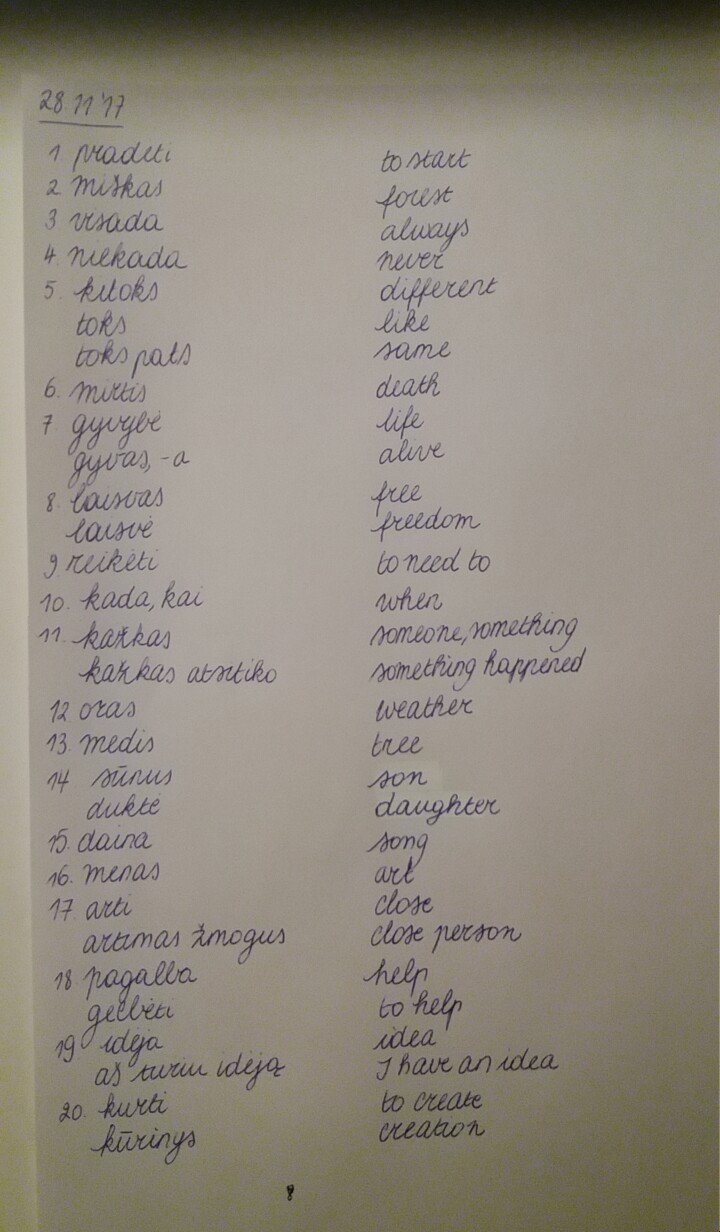 28.11'17
1 pradėti to start
2 miškas forest
3 visada always
4. niekada never
5. kitoks different
toks like
toks pats same
6. mirtis death
7. gyvybė life
gyvas, -a alive
8. laisvas free
laisvė freedom
9 reikėti to need to
10. kada, kai when
11. kažkas someone, something
kažkas atsitiko something happened
12 oras weather
13. medis tree
14 sūnus son
duktė daughter
15. daina song
16. menas art
17. arti close
artimas žmogus close person
18 pagalba help
gelbėti to help
19 idėja idea
aš turiu idėją I have an idea
20. kurti to create
kūrinys creation
8